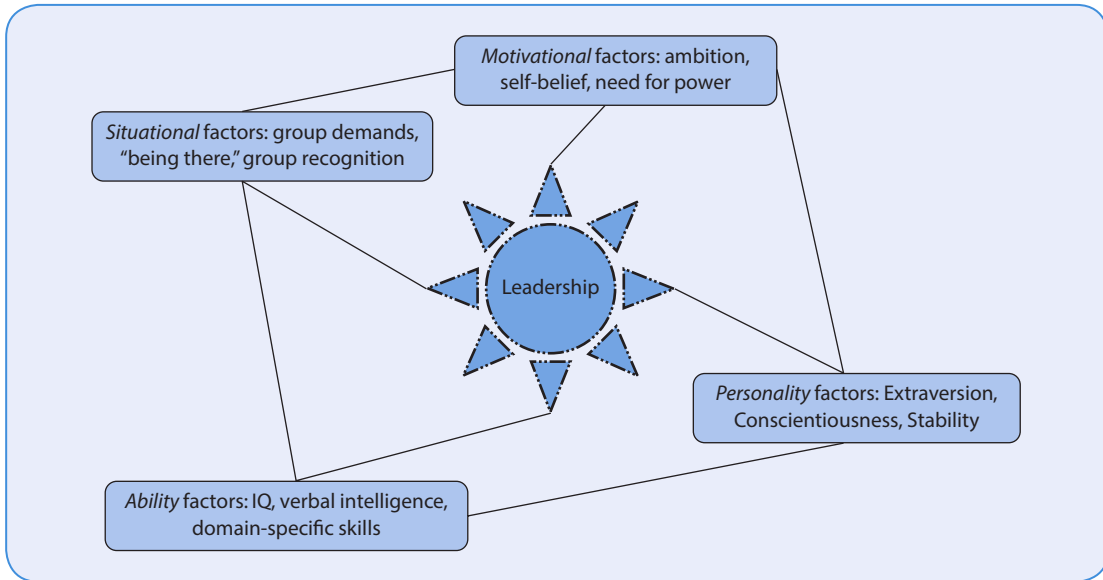 Motivational factors: ambition,
self-belief, need for power
Situational factors: group demands,
“being there,” group recognition
Leadership
Personality factors: Extraversion,
Conscientiousness, Stability
Ability factors: IQ, verbal intelligence,
domain-specific skills